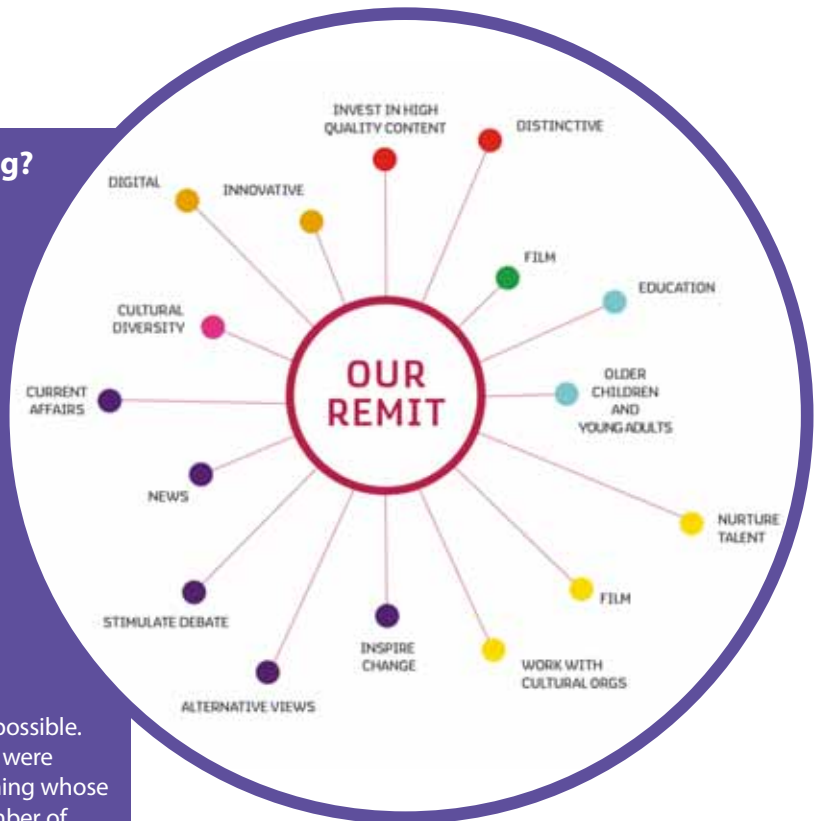 g?
INVEST IN HIGH
QUALITY CONTENT
DISTINCTIVE
DIGITAL
INNOVATIVE
FILM
EDUCATION
CULTURAL
DIVERSITY
OUR
REMIT
OLDER
CHILDREN
AND
YOUNG ADULTS
CURRENT
AFFAIRS
NEWS
NURTURE
TALENT
FILM
STIMULATE DEBATE
INSPIRE
CHANGE
WORK WITH
CULTURAL ORGS
ALTERNATIVE VIEWS
possible.
were
whose
of